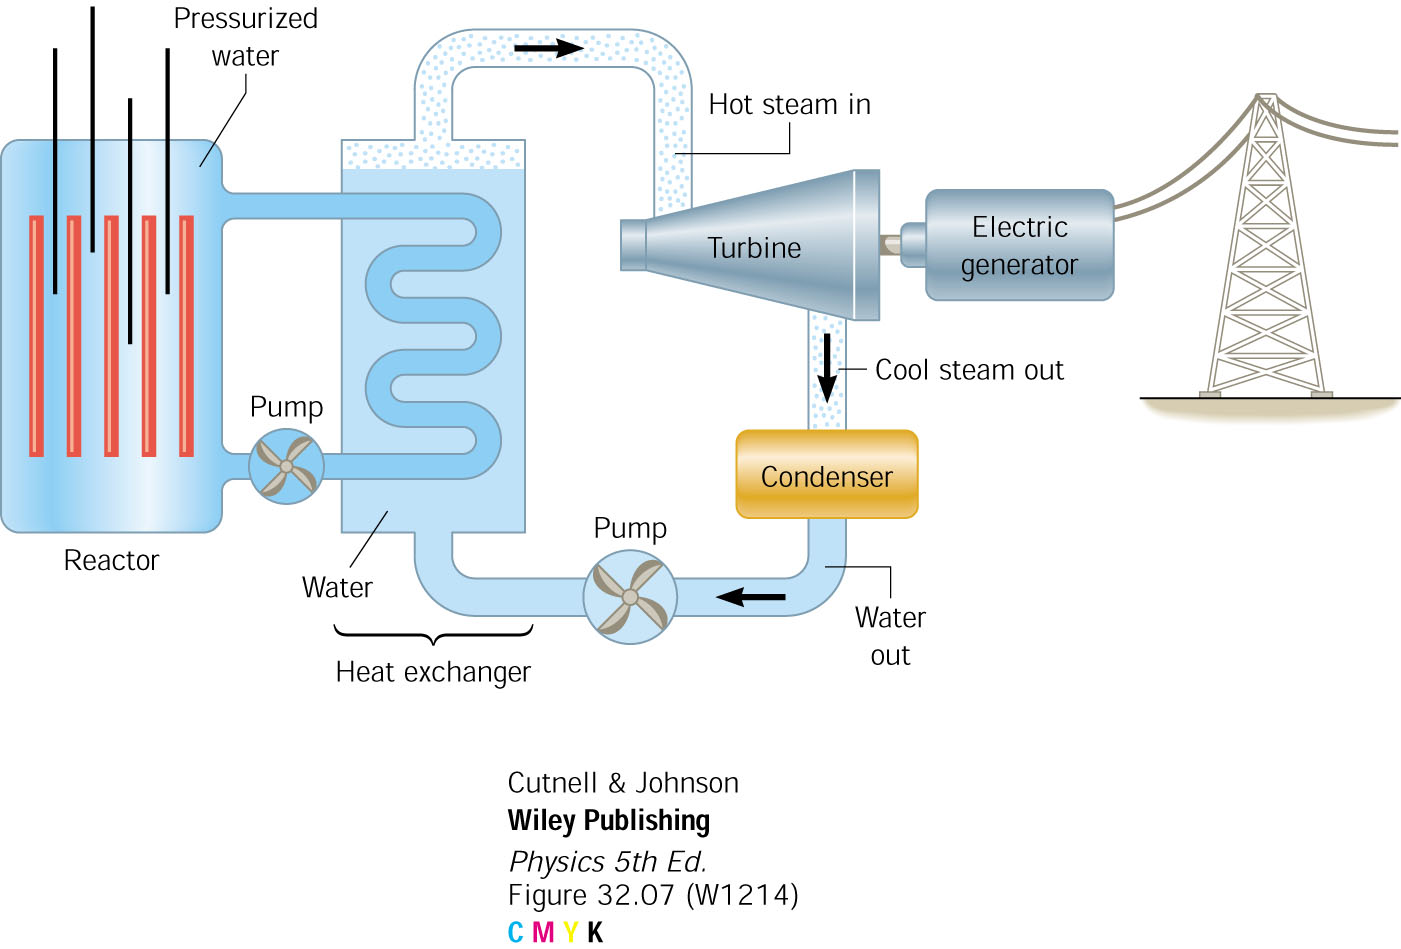 Pressurized
water
Hot steam in
Turbine
Electric
generator
Cool steam out
Pump
Condenser
Reactor
Pump
Water
Water
out
Heat exchanger
Cutnell & Johnson
Wiley Publishing
Physics 5th Ed.
Figure 32.07 (W1214)
C M Y K